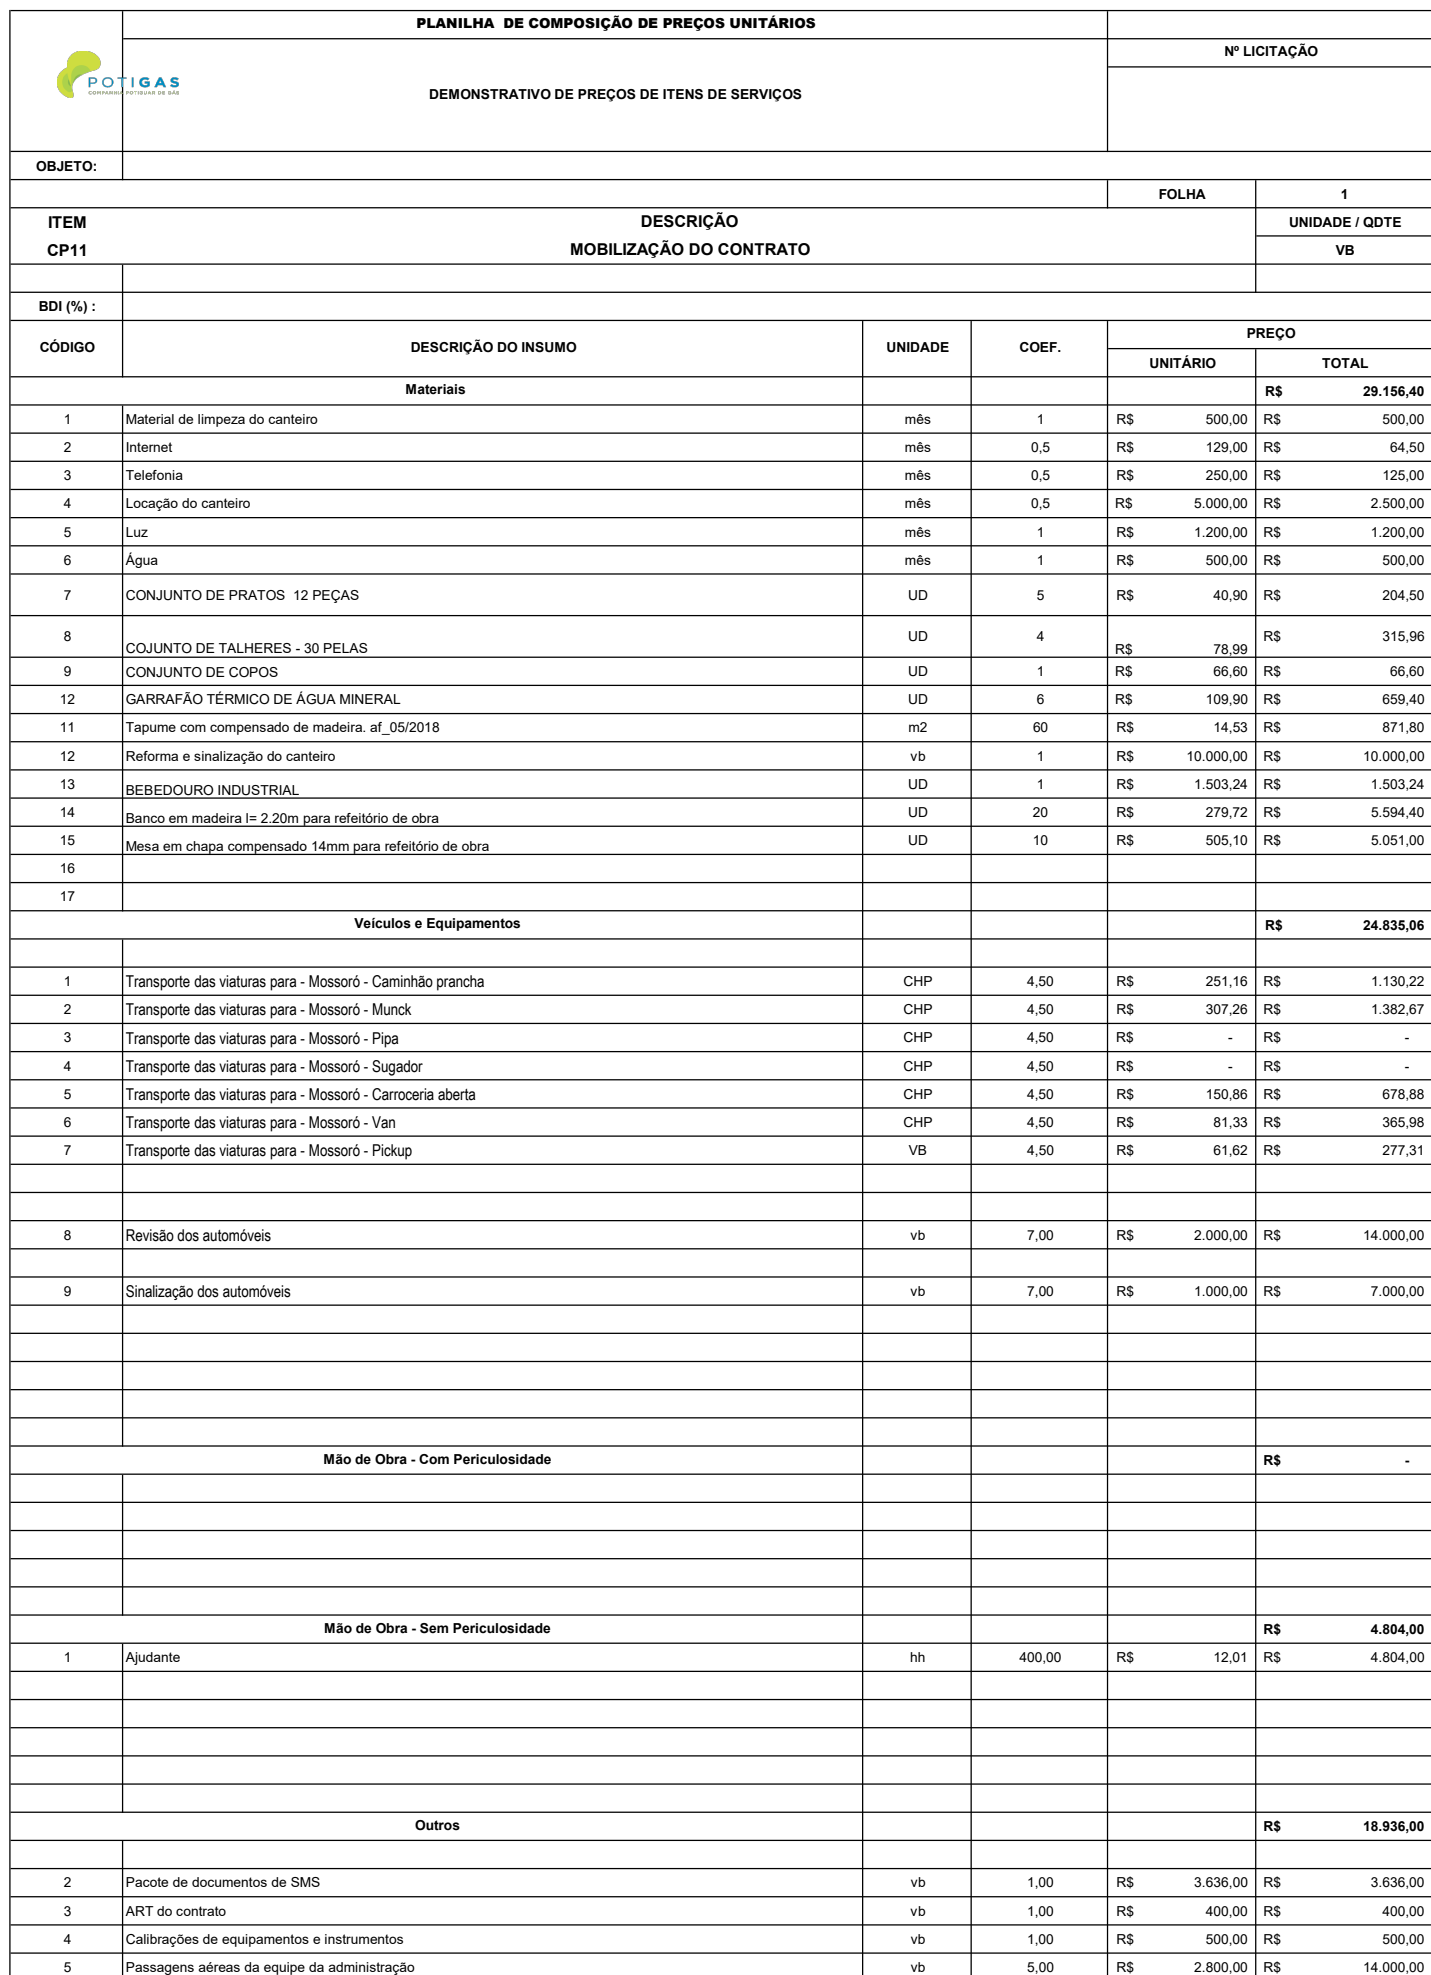 PLANILHA DE COMPOSIÇÃO DE PREÇOS UNITÁRIOS
Nº LICITAÇÃO
POTIGAS
COMPANHIA POTIGUAR DE GÁS
DEMONSTRATIVO DE PREÇOS DE ITENS DE SERVIÇOS
OBJETO:
FOLHA 1
ITEM DESCRIÇÃO UNIDADE / QDTE
CP11 MOBILIZAÇÃO DO CONTRATO VB
BDI (%) :
CÓDIGO DESCRIÇÃO DO INSUMO UNIDADE COEF. PREÇO
UNITÁRIO TOTAL
Materiais R$ 29.156,40
1 Material de limpeza do canteiro mês 1 R$ 500,00 R$ 500,00
2 Internet mês 0,5 R$ 129,00 R$ 64,50
3 Telefonia mês 0,5 R$ 250,00 R$ 125,00
4 Locação do canteiro mês 0,5 R$ 5.000,00 R$ 2.500,00
5 Luz mês 1 R$ 1.200,00 R$ 1.200,00
6 Água mês 1 R$ 500,00 R$ 500,00
7 CONJUNTO DE PRATOS 12 PEÇAS UD 5 R$ 40,90 R$ 204,50
8 COJUNTO DE TALHERES - 30 PELAS UD 4 R$ 78,99 R$ 315,96
9 CONJUNTO DE COPOS UD 1 R$ 66,60 R$ 66,60
12 GARRAFÃO TÉRMICO DE ÁGUA MINERAL UD 6 R$ 109,90 R$ 659,40
11 Tapume com compensado de madeira. af_05/2018 m2 60 R$ 14,53 R$ 871,80
12 Reforma e sinalização do canteiro vb 1 R$ 10.000,00 R$ 10.000,00
13 BEBEDOURO INDUSTRIAL UD 1 R$ 1.503,24 R$ 1.503,24
14 Banco em madeira l= 2.20m para refeitório de obra UD 20 R$ 279,72 R$ 5.594,40
15 Mesa em chapa compensado 14mm para refeitório de obra UD 10 R$ 505,10 R$ 5.051,00
16
17
Veículos e Equipamentos R$ 24.835,06
1 Transporte das viaturas para - Mossoró - Caminhão prancha CHP 4,50 R$ 251,16 R$ 1.130,22
2 Transporte das viaturas para - Mossoró - Munck CHP 4,50 R$ 307,26 R$ 1.382,67
3 Transporte das viaturas para - Mossoró - Pipa CHP 4,50 R$ - R$ -
4 Transporte das viaturas para - Mossoró - Sugador CHP 4,50 R$ - R$ -
5 Transporte das viaturas para - Mossoró - Carroceria aberta CHP 4,50 R$ 150,86 R$ 678,88
6 Transporte das viaturas para - Mossoró - Van CHP 4,50 R$ 81,33 R$ 365,98
7 Transporte das viaturas para - Mossoró - Pickup VB 4,50 R$ 61,62 R$ 277,31
8 Revisão dos automóveis vb 7,00 R$ 2.000,00 R$ 14.000,00
9 Sinalização dos automóveis vb 7,00 R$ 1.000,00 R$ 7.000,00
Mão de Obra - Com Periculosidade R$ -
Mão de Obra - Sem Periculosidade R$ 4.804,00
1 Ajudante hh 400,00 R$ 12,01 R$ 4.804,00
Outros R$ 18.936,00
2 Pacote de documentos de SMS vb 1,00 R$ 3.636,00 R$ 3.636,00
3 ART do contrato vb 1,00 R$ 400,00 R$ 400,00
4 Calibrações de equipamentos e instrumentos vb 1,00 R$ 500,00 R$ 500,00
5 Passagens aéreas da equipe da administração vb 5,00 R$ 2.800,00 R$ 14.000,00